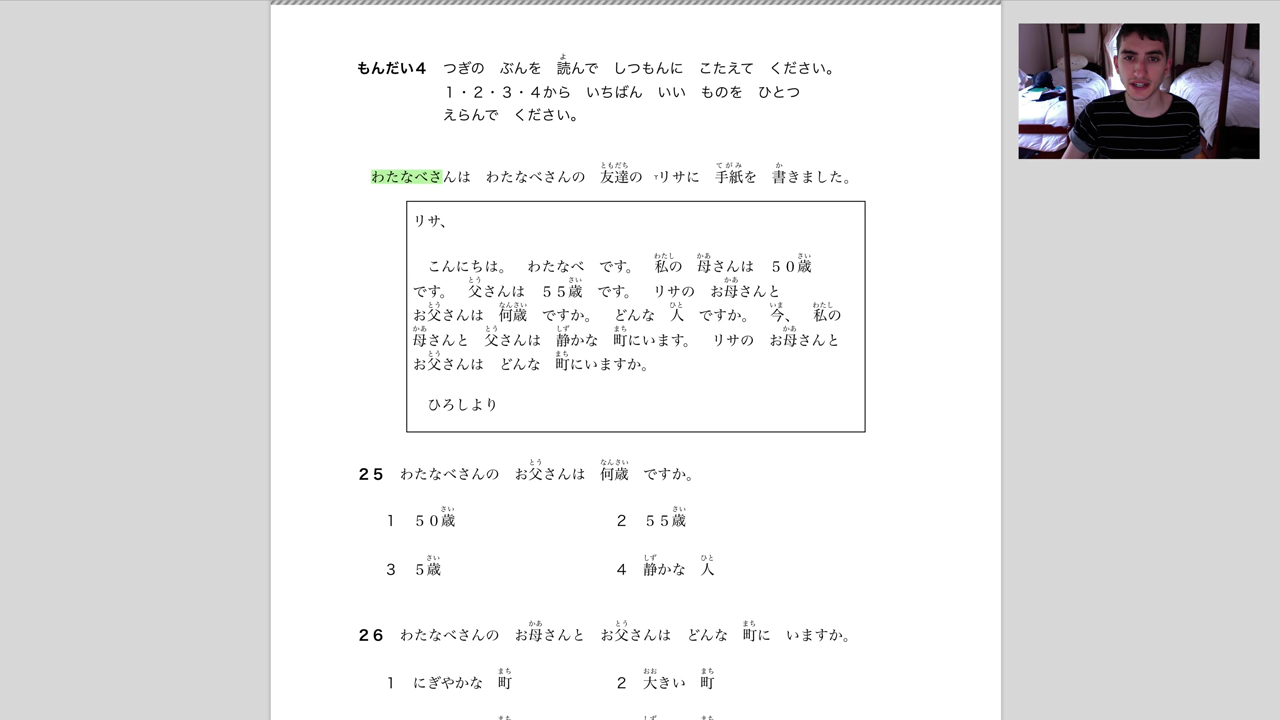 もんだい４　つぎの　ぶんを　読んで　しつもんに　こたえて　ください。
１・２・３・４から　いちばん　いい　ものを　ひとつ
えらんで　ください。
わたなべさんは　わたなべさんの　友達の　リサに　手紙を　書きました。
リサ、
こんにちは。　わたなべ　です。　私の　母さんは　５０歳
です。　父さんは　５５歳　です。　リサの　お母さんと
お父さんは　何歳　ですか。　どんな　人　ですか。　今、　私の
母さんと　父さんは　静かな　町にいます。　リサの　お母さんと
お父さんは　どんな　町にいますか。
ひろしより
２５　わたなべさんの　お父さんは　何歳　ですか。
１　５０歳　２　５５歳
３　５歳　４　静かな　人
２６　わたなべさんの　お母さんと　お父さんは　どんな　町に　いますか。
１　にぎやかな　町　２　大きい　町